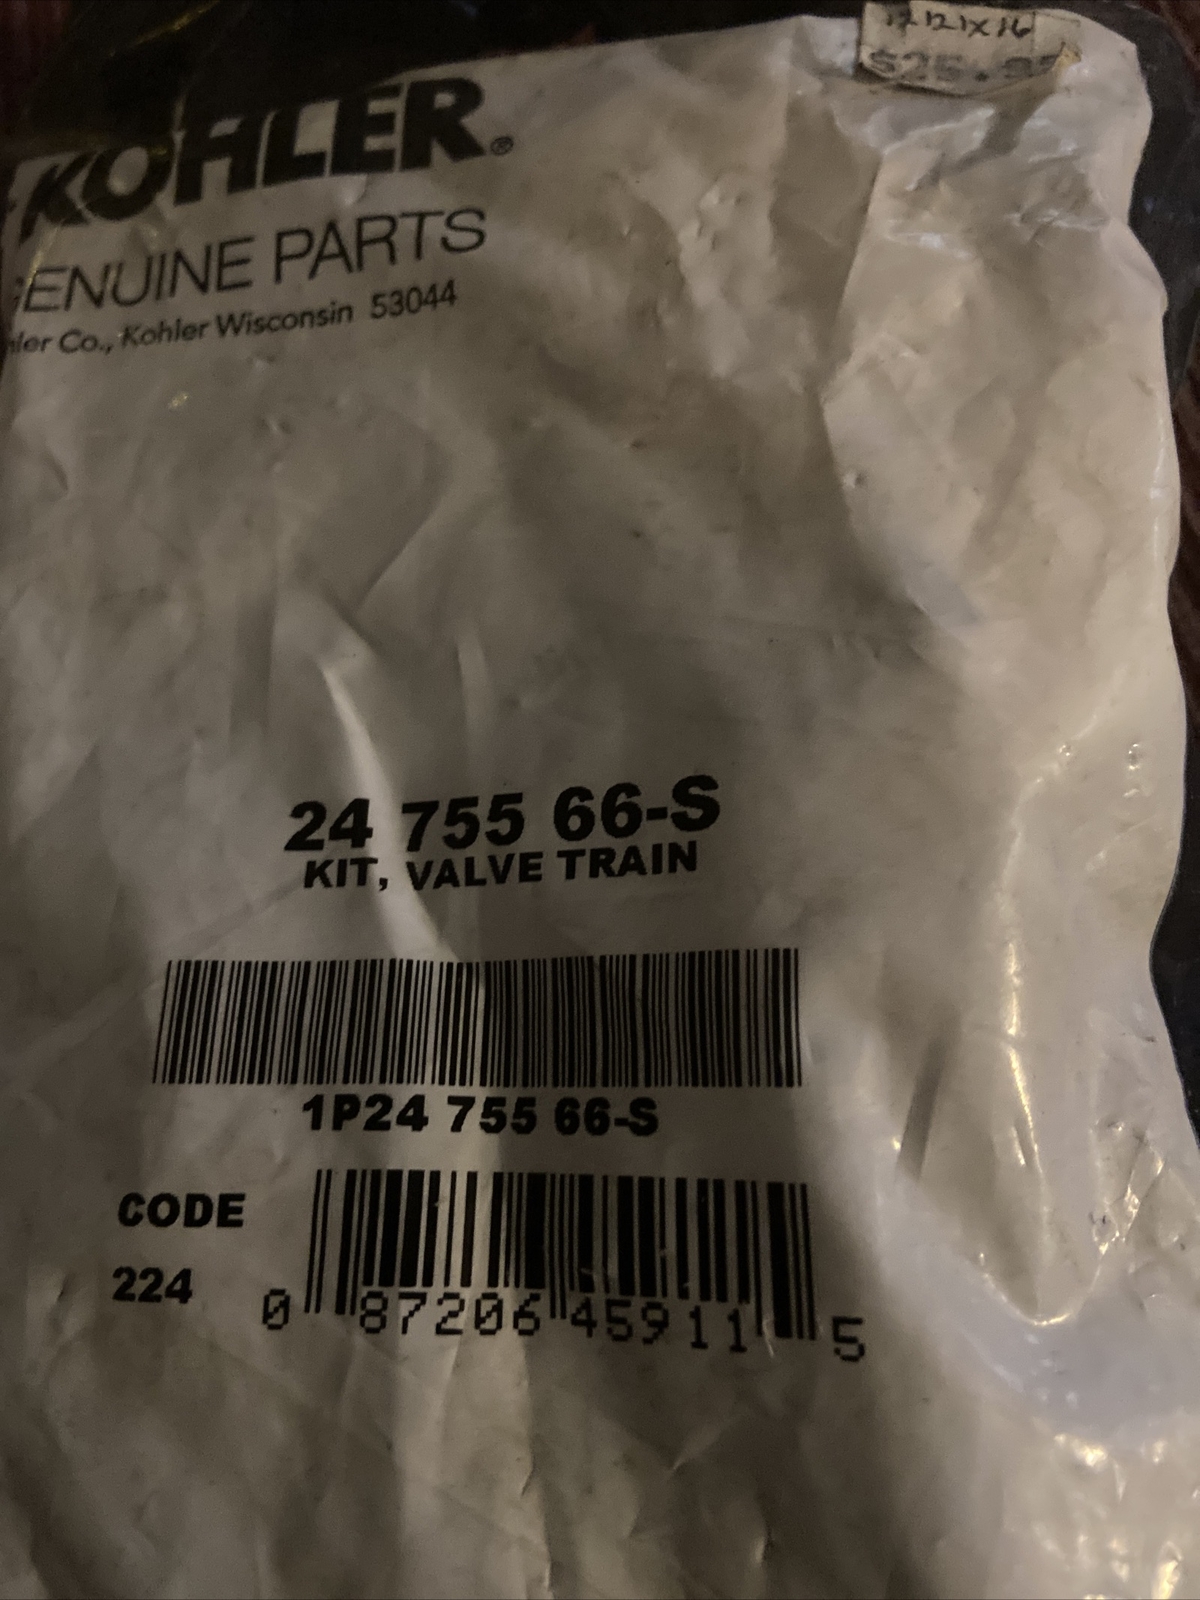 KOHLER®
GENUINE PARTS
Co., Kohler Wisconsin 53044
24 755 66-S
KIT, VALVE TRAIN
1P24 755 66-S
CODE
224
0 87206 45911 5